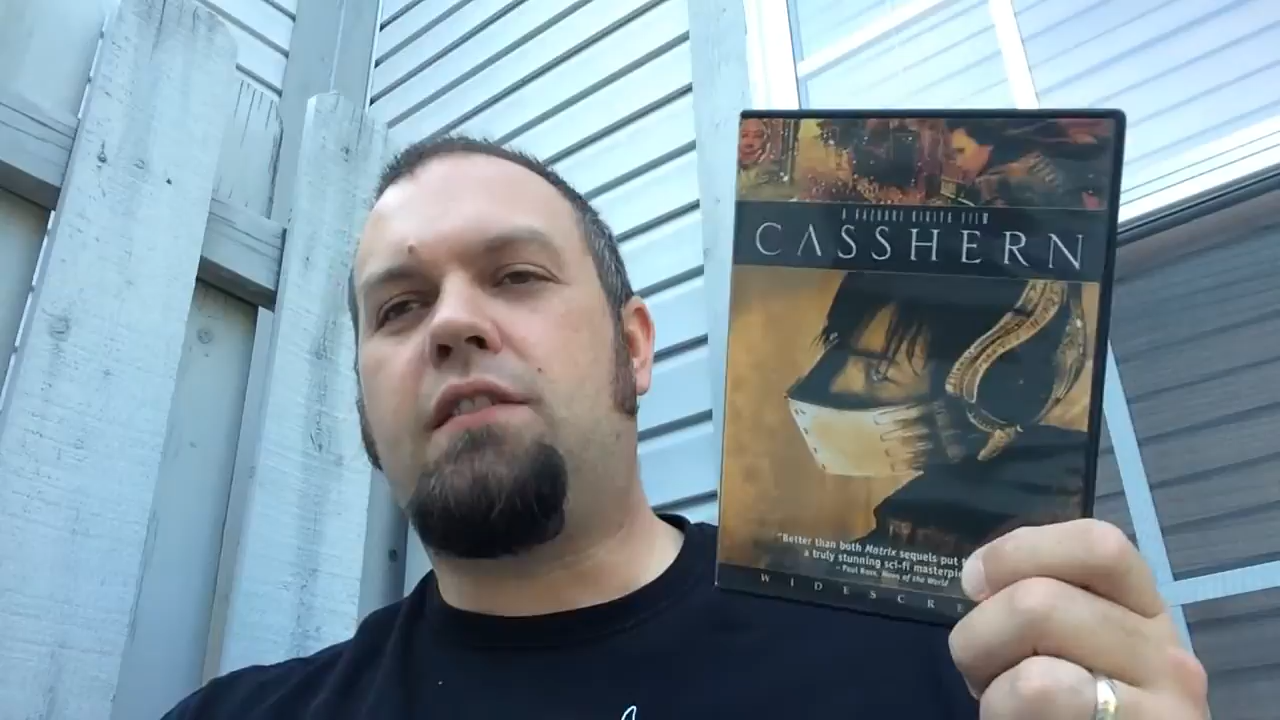 A KAZUAKI KIRIYA FILM
CASSHERN
"Better than both Matrix sequels put
a truly stunning sci-fi
- Paul Ross, News of the World
WIDESCRE